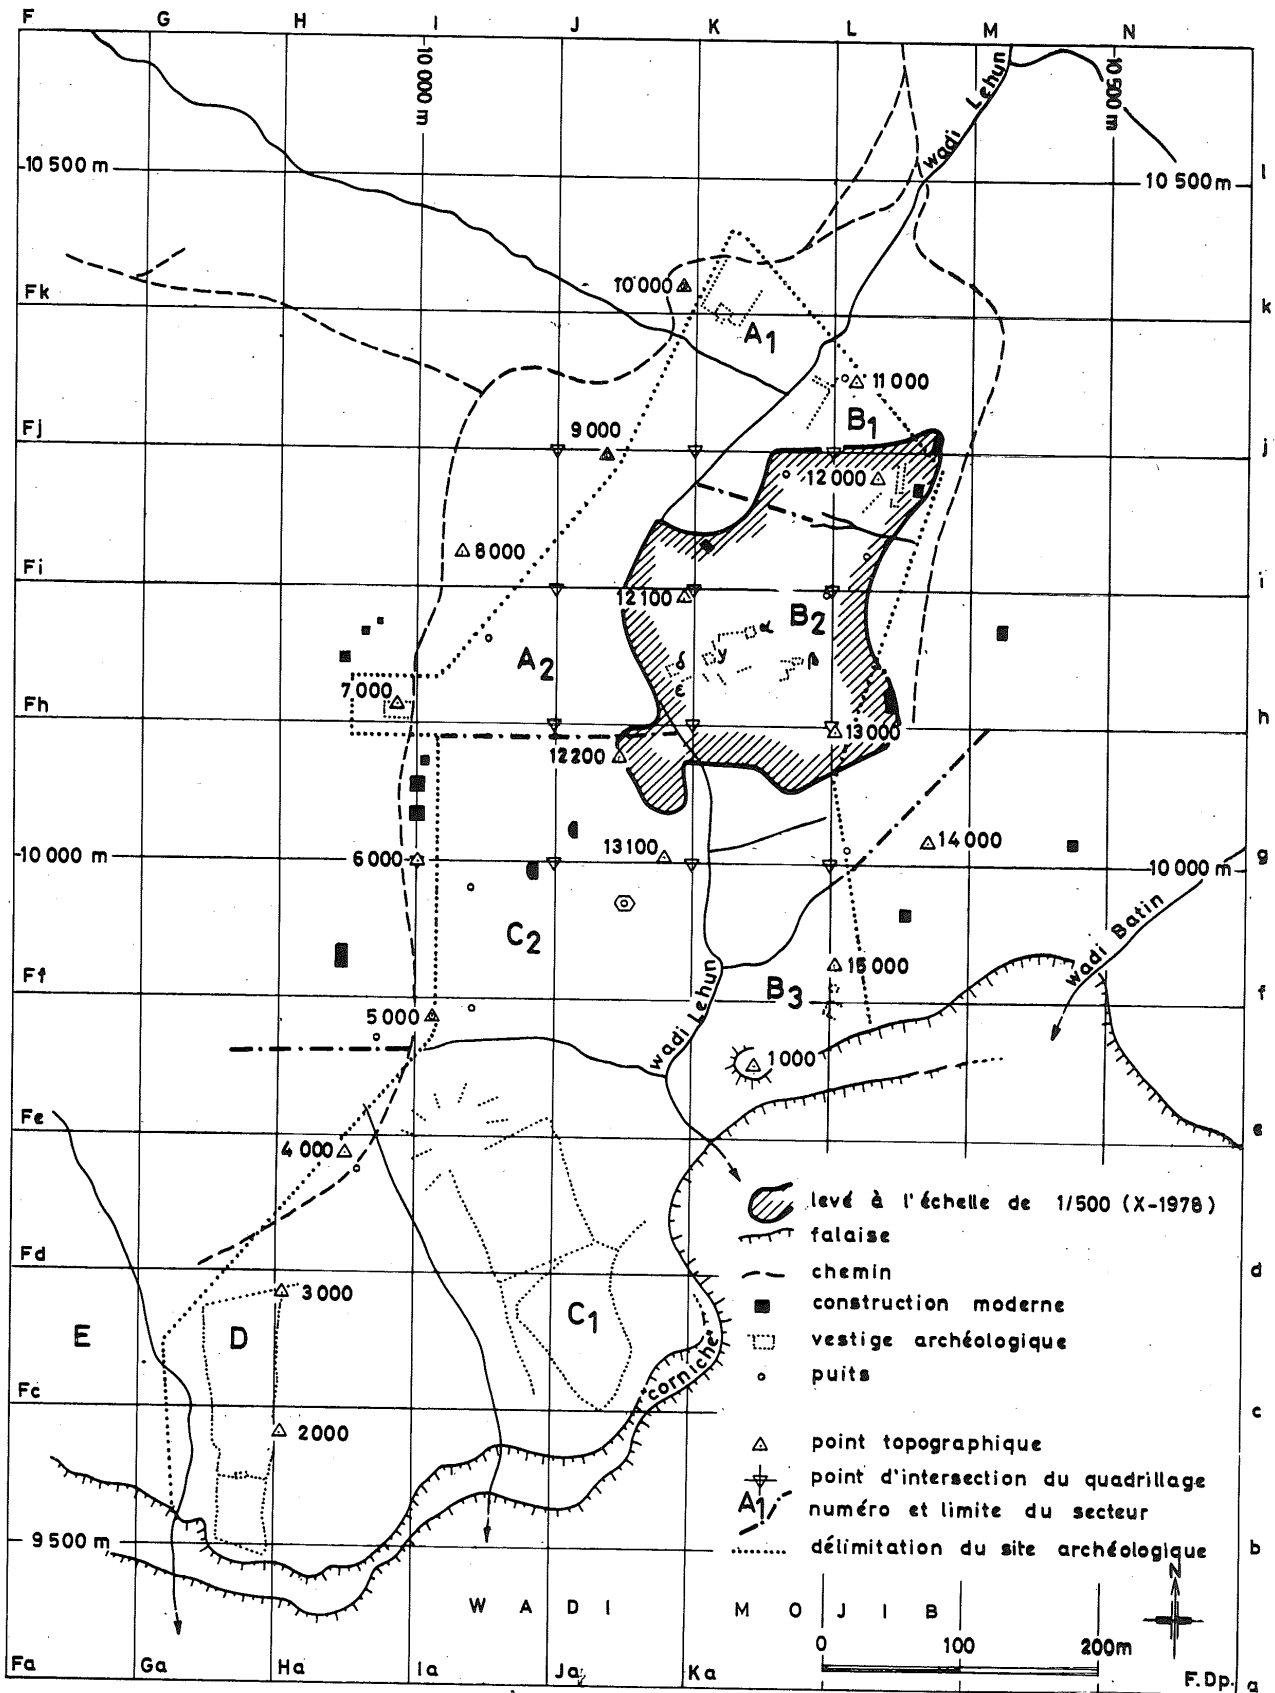 F G H I J K L M N
10 000 m
10 500 m
wadi Lehun
10 500 m
10 500 m
l
Fk
10 000
k
A1
11 000
B1
Fj
9 000
j
12 000
8 000
Fi
i
12 100
B2
α
A2
δ
γ
β
ε
7 000
Fh
h
13 000
12 200
14 000
13 100
10 000 m
6 000
g
10 000 m
C2
wadi Batin
15 000
Ff
B3
f
wadi Lehun
5 000
1 000
Fe
e
4 000
levé à l'échelle de 1/500 (X-1978)
falaise
Fd
d
chemin
3 000
construction moderne
E
D
C1
vestige archéologique
"corniche"
puits
Fc
c
2000
point topographique
point d'intersection du quadrillage
A1
numéro et limite du secteur
9 500 m
délimitation du site archéologique
b
N
WADI MOJIB
0 100 200m
Fa Ga Ha Ia Ja Ka
F.Dp.
a